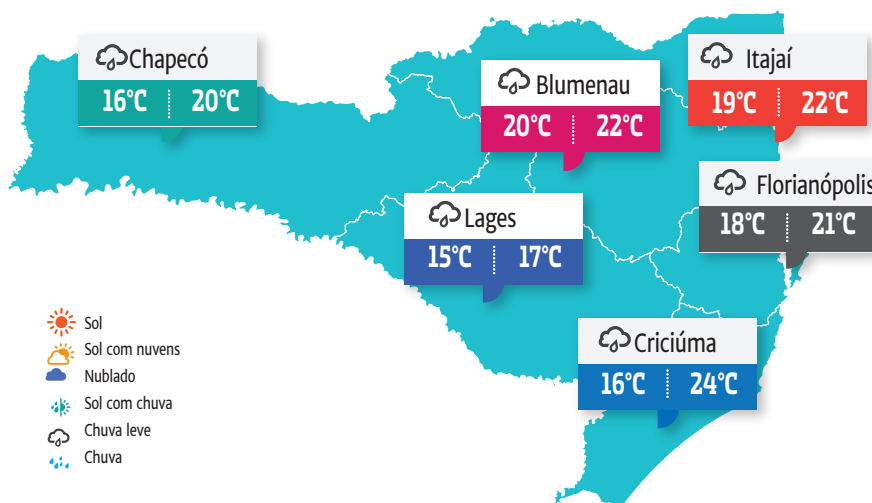 Chapecó
16°C 20°C
Blumenau
20°C 22°C
Itajaí
19°C 22°C
Florianópolis
18°C 21°C
Lages
15°C 17°C
Criciúma
16°C 24°C
Sol
Sol com nuvens
Nublado
Sol com chuva
Chuva leve
Chuva